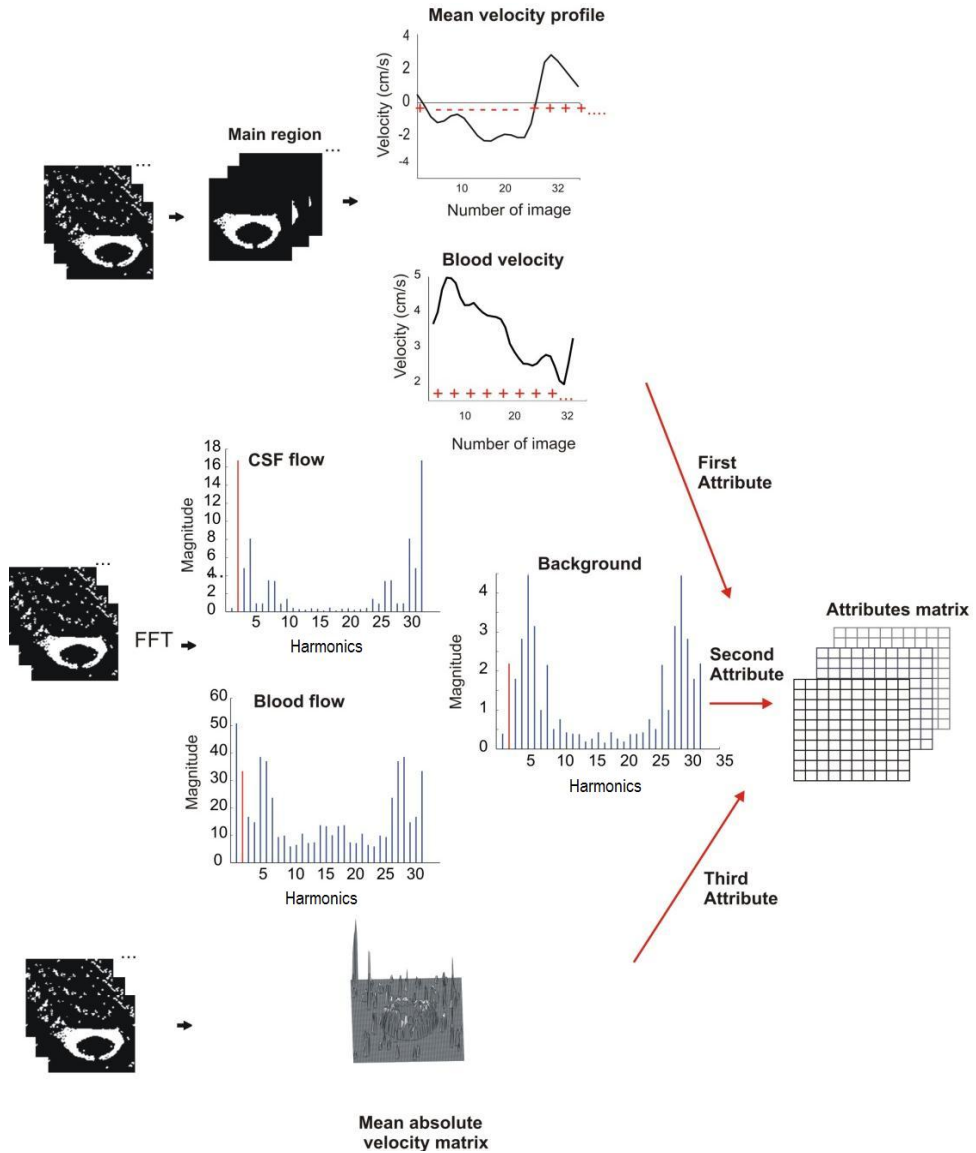 Mean velocity profile
Velocity (cm/s)
4
2
0
-2
-4
+ - - - - - - - - - + + + + ....
10 20 32
Number of image
Main region
...
...
Blood velocity
Velocity (cm/s)
5
4
3
2
+ + + + + + + + ...
10 20 32
Number of image
First
Attribute
CSF flow
Magnitude
18
16
14
12
10
8
6
4
2
0
5 10 15 20 25 30
Harmonics
...
FFT
Background
Magnitude
4
3
2
2
1
0
5 10 15 20 25 30 35
Harmonics
Second
Attribute
Attributes matrix
Blood flow
Magnitude
60
50
40
30
20
10
0
5 10 15 20 25 30
Harmonics
Third
Attribute
...
Mean absolute
velocity matrix